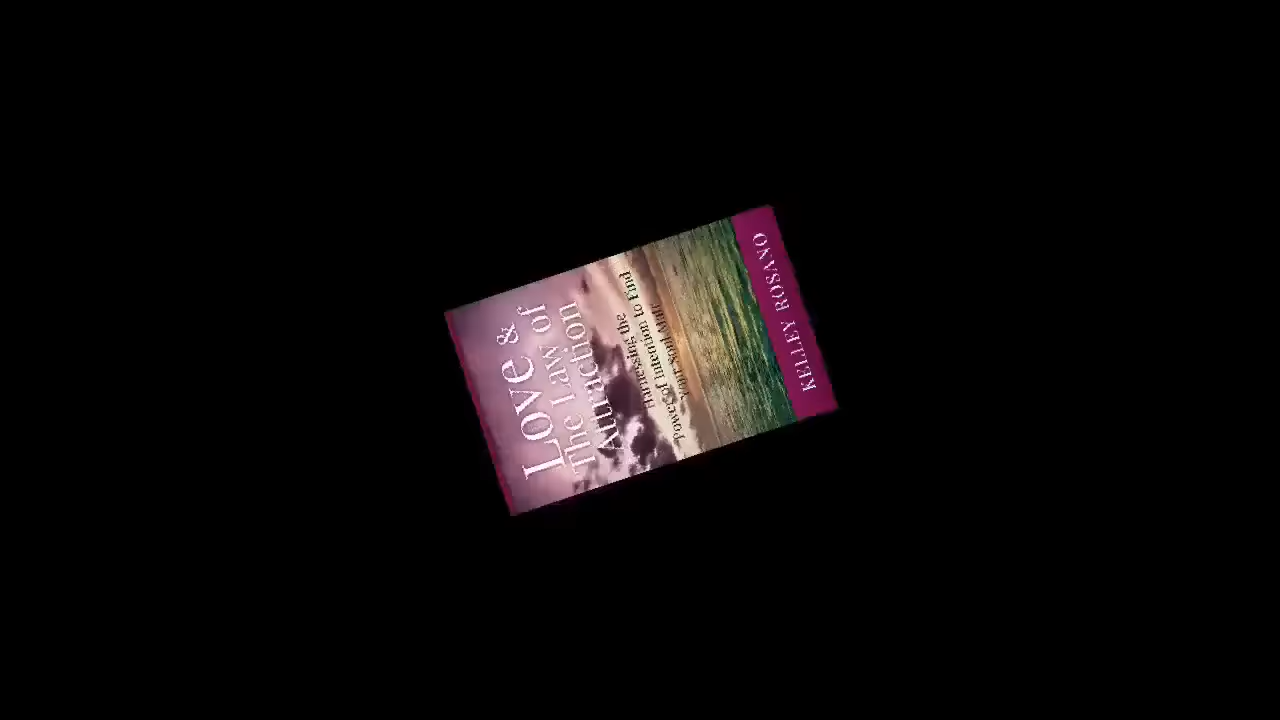 Love &
The Law of
Attraction
Harnessing the
Power of Intention to Find
Your Soul Mate
KELLEY ROSANO